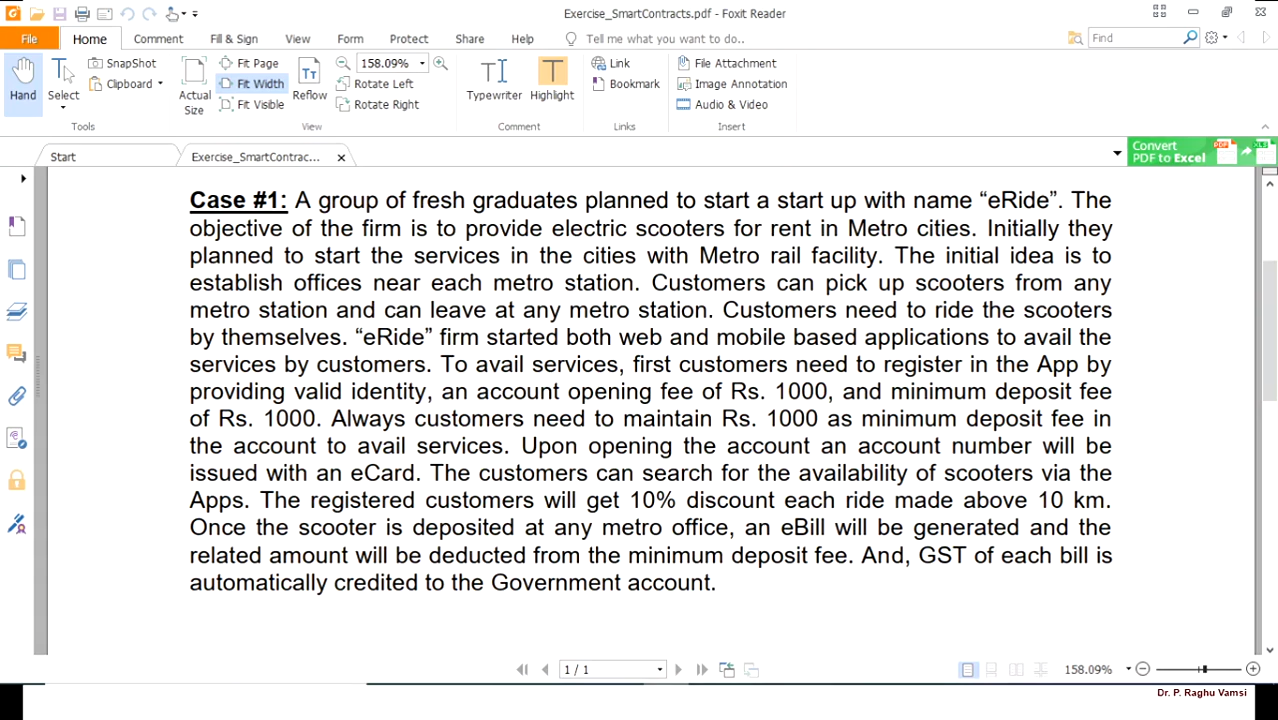 Exercise_SmartContracts.pdf - Foxit Reader
File Home Comment Fill & Sign View Form Protect Share Help Tell me what you want to do.. Find
Hand
Select
SnapShot
Clipboard
Tools
Actual Size
Fit Page
Fit Width
Fit Visible
Reflow
158.09%
Rotate Left
Rotate Right
View
Typewriter
Highlight
Comment
Link
Bookmark
Links
File Attachment
Image Annotation
Audio & Video
Insert
Start
Exercise_SmartContrac...
Convert
PDF to Excel
Case #1: A group of fresh graduates planned to start a start up with name “eRide”. The
objective of the firm is to provide electric scooters for rent in Metro cities. Initially they
planned to start the services in the cities with Metro rail facility. The initial idea is to
establish offices near each metro station. Customers can pick up scooters from any
metro station and can leave at any metro station. Customers need to ride the scooters
by themselves. “eRide” firm started both web and mobile based applications to avail the
services by customers. To avail services, first customers need to register in the App by
providing valid identity, an account opening fee of Rs. 1000, and minimum deposit fee
of Rs. 1000. Always customers need to maintain Rs. 1000 as minimum deposit fee in
the account to avail services. Upon opening the account an account number will be
issued with an eCard. The customers can search for the availability of scooters via the
Apps. The registered customers will get 10% discount each ride made above 10 km.
Once the scooter is deposited at any metro office, an eBill will be generated and the
related amount will be deducted from the minimum deposit fee. And, GST of each bill is
automatically credited to the Government account.
1 / 1
158.09%
Dr. P. Raghu Vamsi